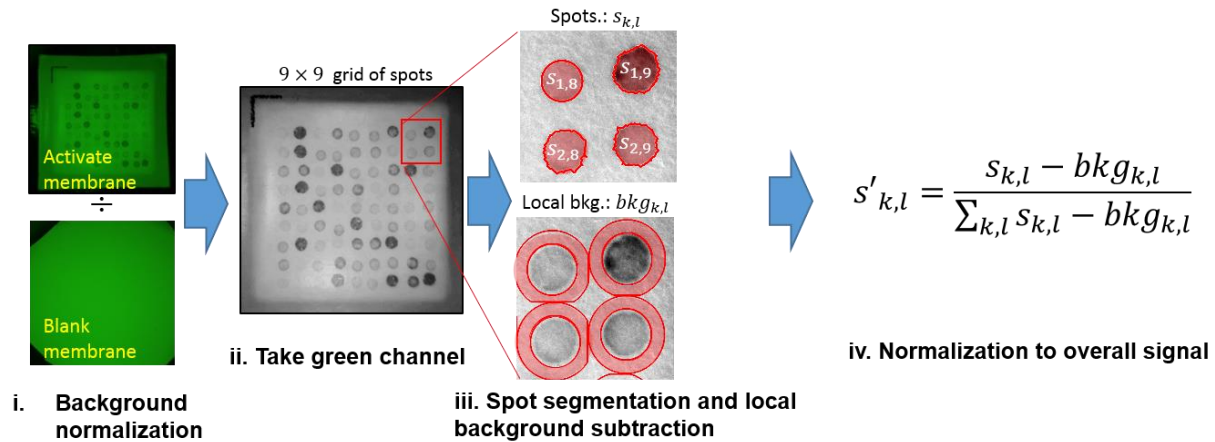 Activate
membrane
÷
Blank
membrane
i. Background
normalization
9 × 9 grid of spots
ii. Take green channel
Spots.: s_{k,l}
s_{1,8}
s_{1,9}
s_{2,8}
s_{2,9}
Local bkg.: bkg_{k,l}
iii. Spot segmentation and local
background subtraction
s'_{k,l} = \frac{s_{k,l} - bkg_{k,l}}{\sum_{k,l} s_{k,l} - bkg_{k,l}}
iv. Normalization to overall signal